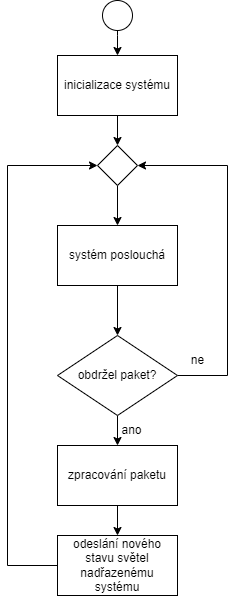 inicializace systému
systém poslouchá
ne
obdržel paket?
ano
zpracování paketu
odeslání nového
stavu světel
nadřazenému
systému